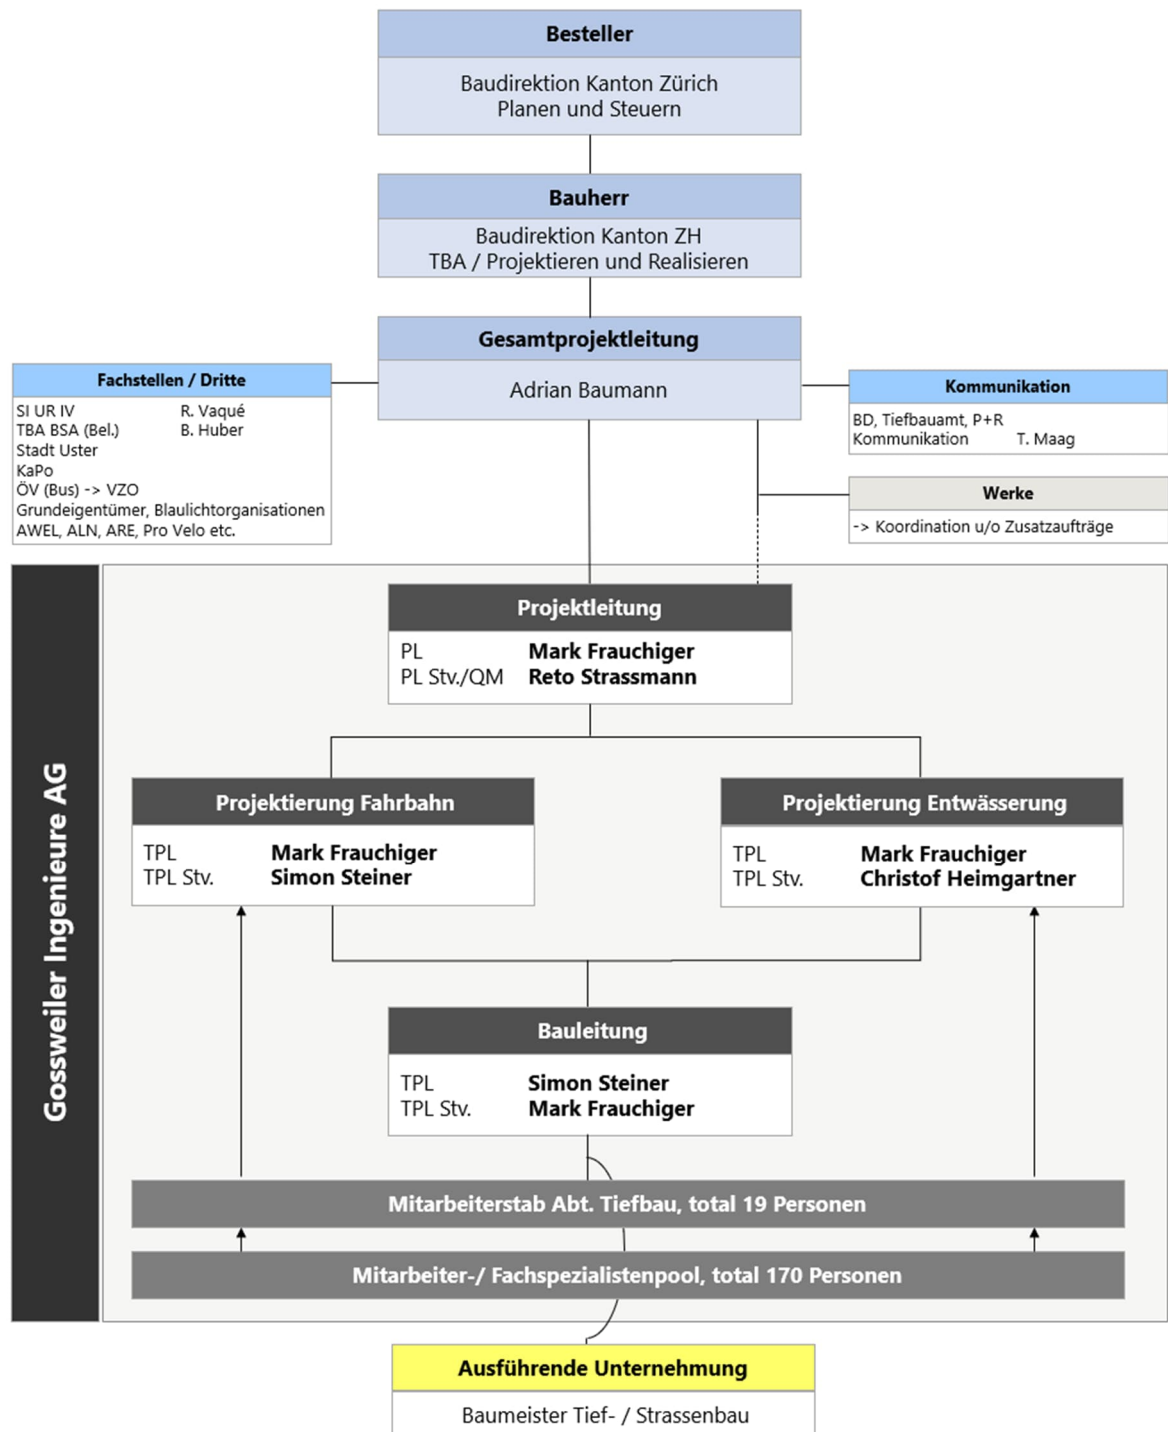 Besteller
Baudirektion Kanton Zürich
Planen und Steuern
Bauherr
Baudirektion Kanton ZH
TBA / Projektieren und Realisieren
Gesamtprojektleitung
Adrian Baumann
Fachstellen / Dritte
SI UR IV R. Vaqué
TBA BSA (Bel.) B. Huber
Stadt Uster
KaPo
ÖV (Bus) -> VZO
Grundeigentümer, Blaulichtorganisationen
AWEL, ALN, ARE, Pro Velo etc.
Kommunikation
BD, Tiefbauamt, P+R
Kommunikation T. Maag
Werke
-> Koordination u/o Zusatzaufträge
Gossweiler Ingenieure AG
Projektleitung
PL Mark Frauchiger
PL Stv./QM Reto Strassmann
Projektierung Fahrbahn
TPL Mark Frauchiger
TPL Stv. Simon Steiner
Projektierung Entwässerung
TPL Mark Frauchiger
TPL Stv. Christof Heimgartner
Bauleitung
TPL Simon Steiner
TPL Stv. Mark Frauchiger
Mitarbeiterstab Abt. Tiefbau, total 19 Personen
Mitarbeiter-/ Fachspezialistenpool, total 170 Personen
Ausführende Unternehmung
Baumeister Tief- / Strassenbau